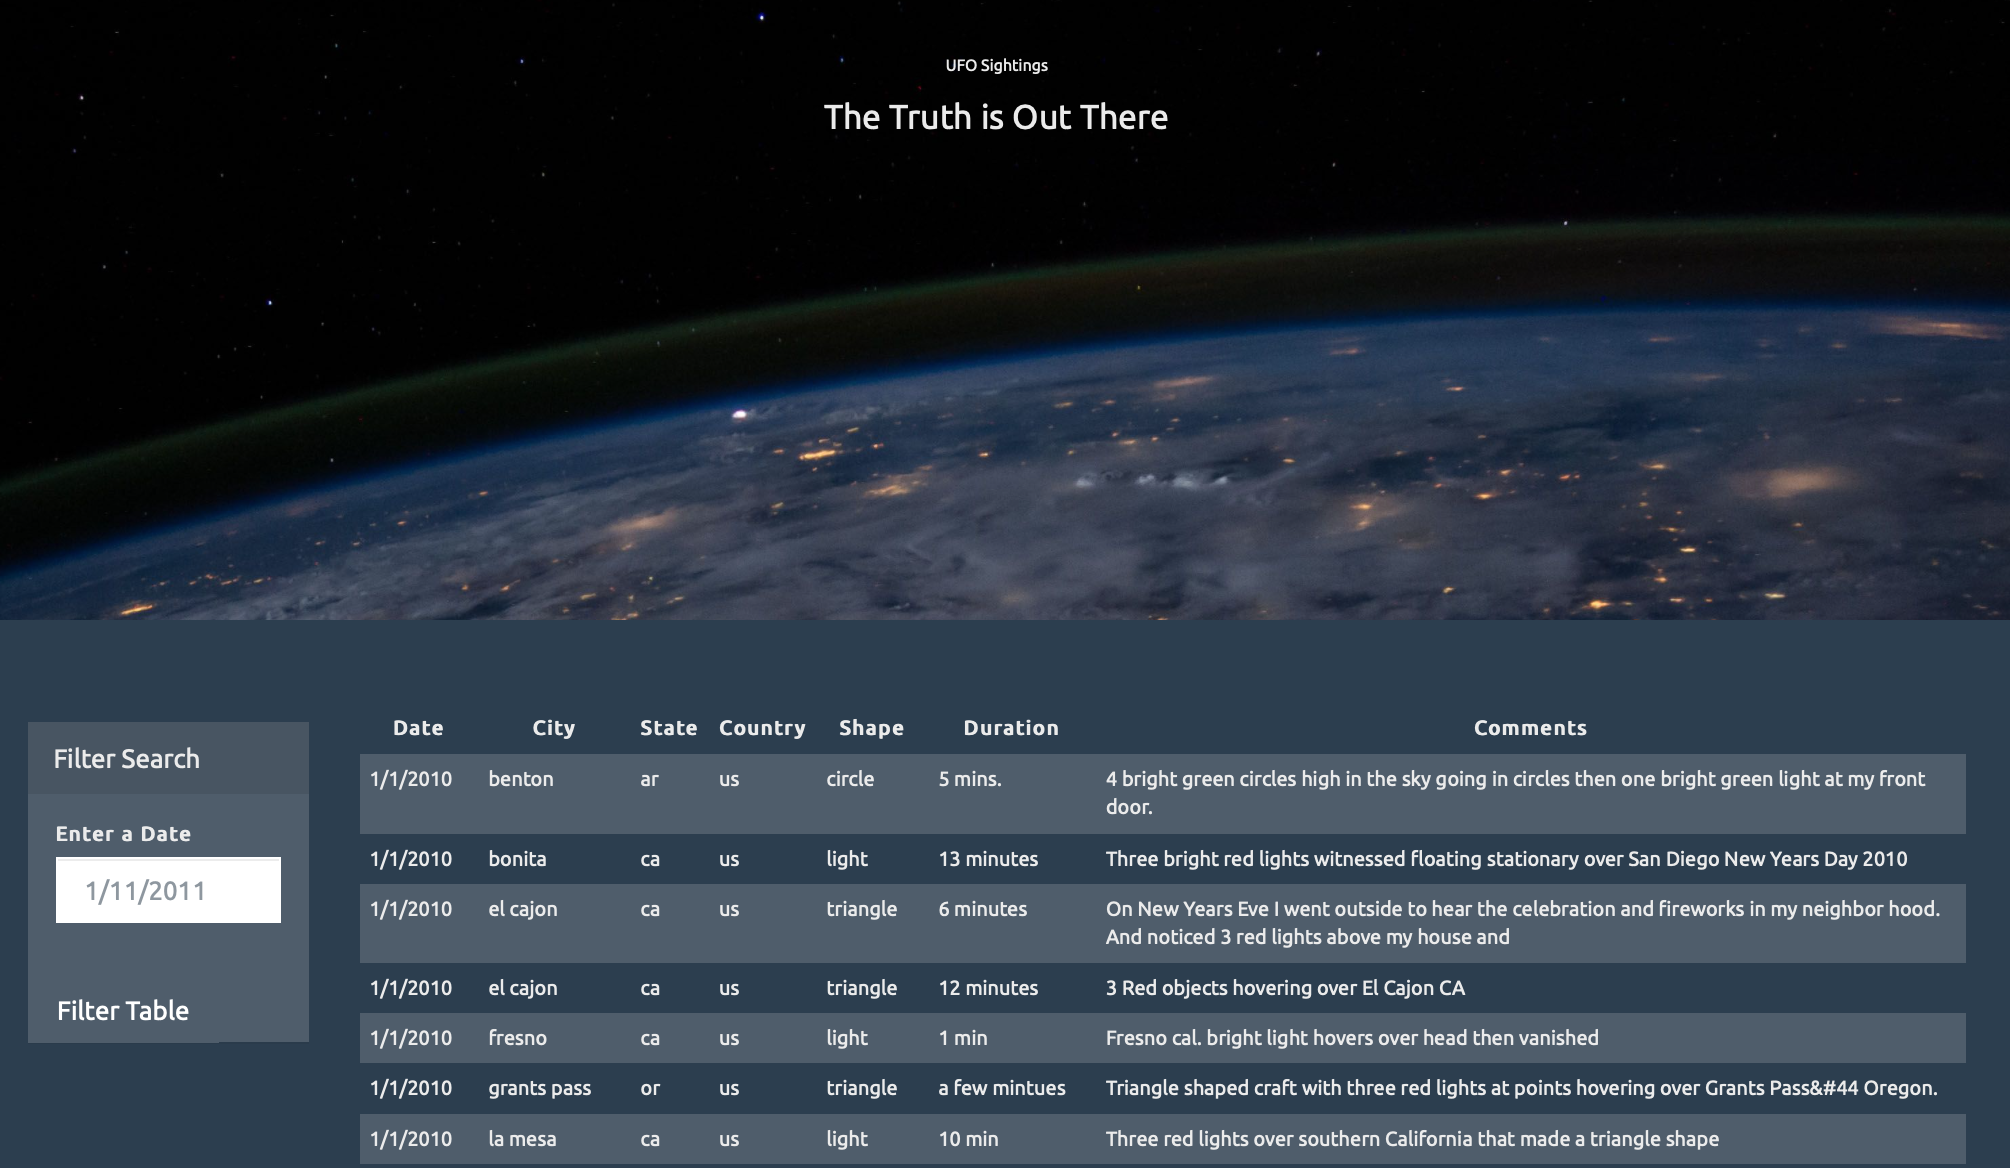 UFO Sightings
The Truth is Out There
Filter Search
Enter a Date
1/11/2011
Filter Table
Date City State Country Shape Duration Comments
1/1/2010 benton ar us circle 5 mins. 4 bright green circles high in the sky going in circles then one bright green light at my front
door.
1/1/2010 bonita ca us light 13 minutes Three bright red lights witnessed floating stationary over San Diego New Years Day 2010
1/1/2010 el cajon ca us triangle 6 minutes On New Years Eve I went outside to hear the celebration and fireworks in my neighbor hood.
And noticed 3 red lights above my house and
1/1/2010 el cajon ca us triangle 12 minutes 3 Red objects hovering over El Cajon CA
1/1/2010 fresno ca us light 1 min Fresno cal. bright light hovers over head then vanished
1/1/2010 grants pass or us triangle a few mintues Triangle shaped craft with three red lights at points hovering over Grants Pass&#44 Oregon.
1/1/2010 la mesa ca us light 10 min Three red lights over southern California that made a triangle shape